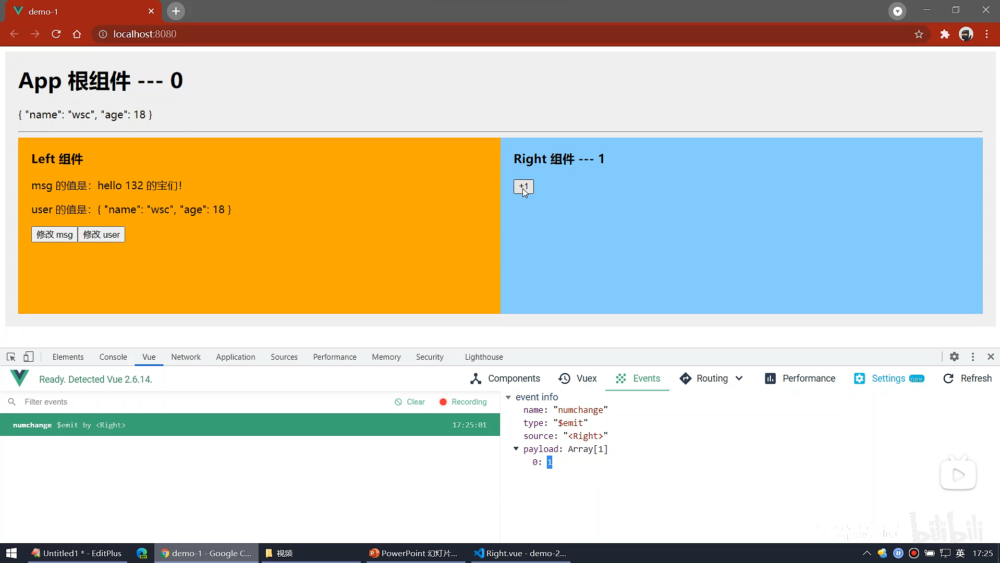 demo-1
localhost:8080
App 根组件 --- 0
{ "name": "wsc", "age": 18 }
Left 组件
msg 的值是：hello 132 的宝们！
user 的值是：{ "name": "wsc", "age": 18 }
修改 msg 修改 user
Right 组件 --- 1
+1
Elements Console Vue Network Application Sources Performance Memory Security Lighthouse
Ready. Detected Vue 2.6.14.
Components Vuex Events Routing Performance Settings new Refresh
Filter events Clear Recording
numchange $emit by <Right> 17:25:01
event info
name: "numchange"
type: "$emit"
source: "<Right>"
payload: Array[1]
0: 1
bilibili
Untitled1 * - EditPlus DEV demo-1 - Google C... 视频 PowerPoint 幻灯片... Right.vue - demo-2... 英 17:25